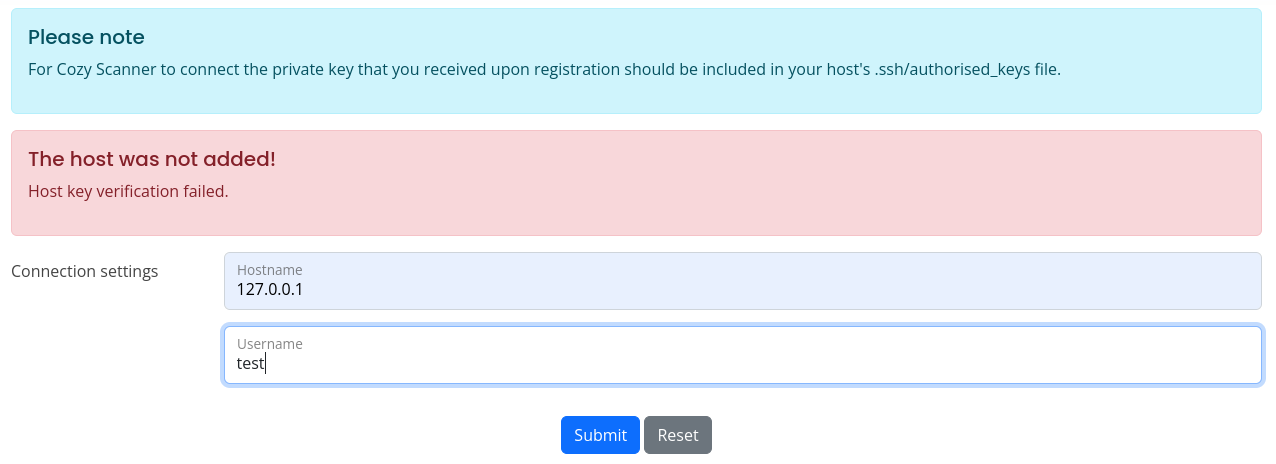 Please note
For Cozy Scanner to connect the private key that you received upon registration should be included in your host's .ssh/authorised_keys file.
The host was not added!
Host key verification failed.
Connection settings
Hostname
127.0.0.1
Username
test
Submit Reset